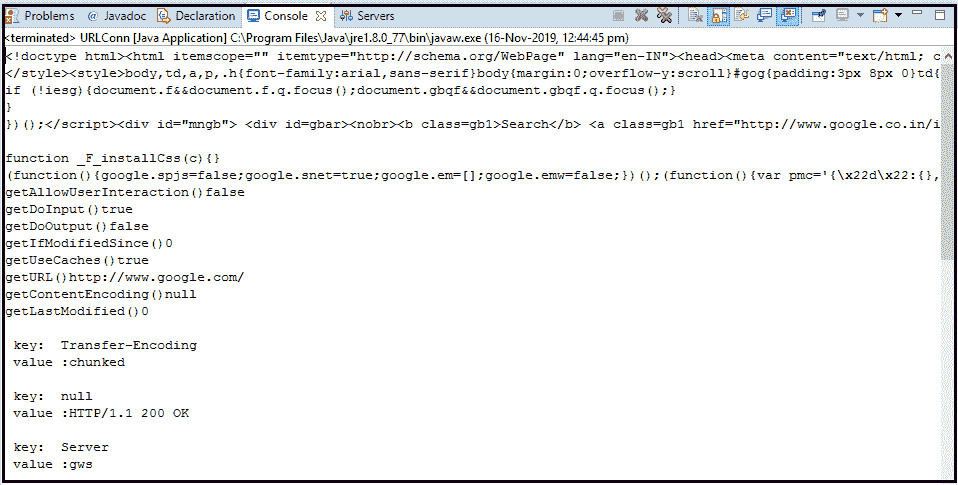 Problems @ Javadoc Declaration Console Servers
<terminated> URLConn [Java Application] C:\Program Files\Java\jre1.8.0_77\bin\javaw.exe (16-Nov-2019, 12:44:45 pm)
<!doctype html><html itemscope="" itemtype="http://schema.org/WebPage" lang="en-IN"><head><meta content="text/html; c
</style><style>body,td,a,p,.h{font-family:arial,sans-serif}body{margin:0;overflow-y:scroll}#gog{padding:3px 8px 0}td{
if (!iesg){document.f&&document.f.q.focus();document.gbqf&&document.gbqf.q.focus();}
}
})();</script><div id="mngb"> <div id=gbar><nobr><b class=gb1>Search</b> <a class=gb1 href="http://www.google.co.in/i
function _F_installCss(c){}
(function(){google.spjs=false;google.snet=true;google.em=[];google.emw=false;})();(function(){var pmc='{\x22d\x22:{},
getAllowUserInteraction()false
getDoInput()true
getDoOutput()false
getIfModifiedSince()0
getUseCaches()true
getURL()http://www.google.com/
getContentEncoding()null
getLastModified()0
key: Transfer-Encoding
value :chunked
key: null
value :HTTP/1.1 200 OK
key: Server
value :gws